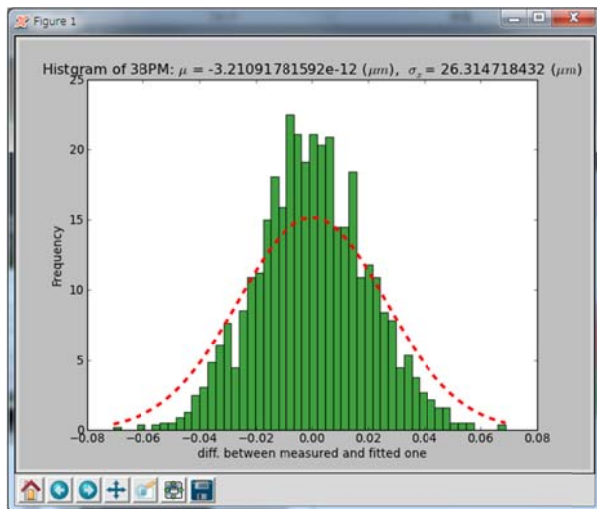 Figure 1
Histgram of 3BPM: μ = -3.21091781592e-12 (μm), σₓ = 26.314718432 (μm)
25
20
15
10
5
0
Frequency
−0.08 −0.06 −0.04 −0.02 0.00 0.02 0.04 0.06 0.08
diff. between measured and fitted one